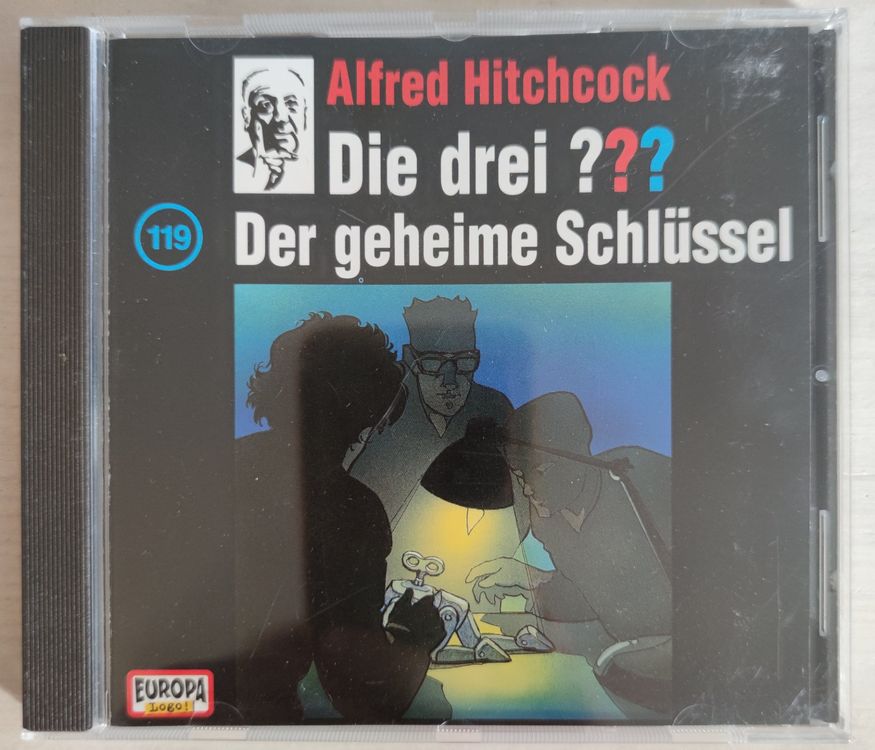 Alfred Hitchcock
Die drei ???
119
Der geheime Schlüssel
EUROPA
Logo!